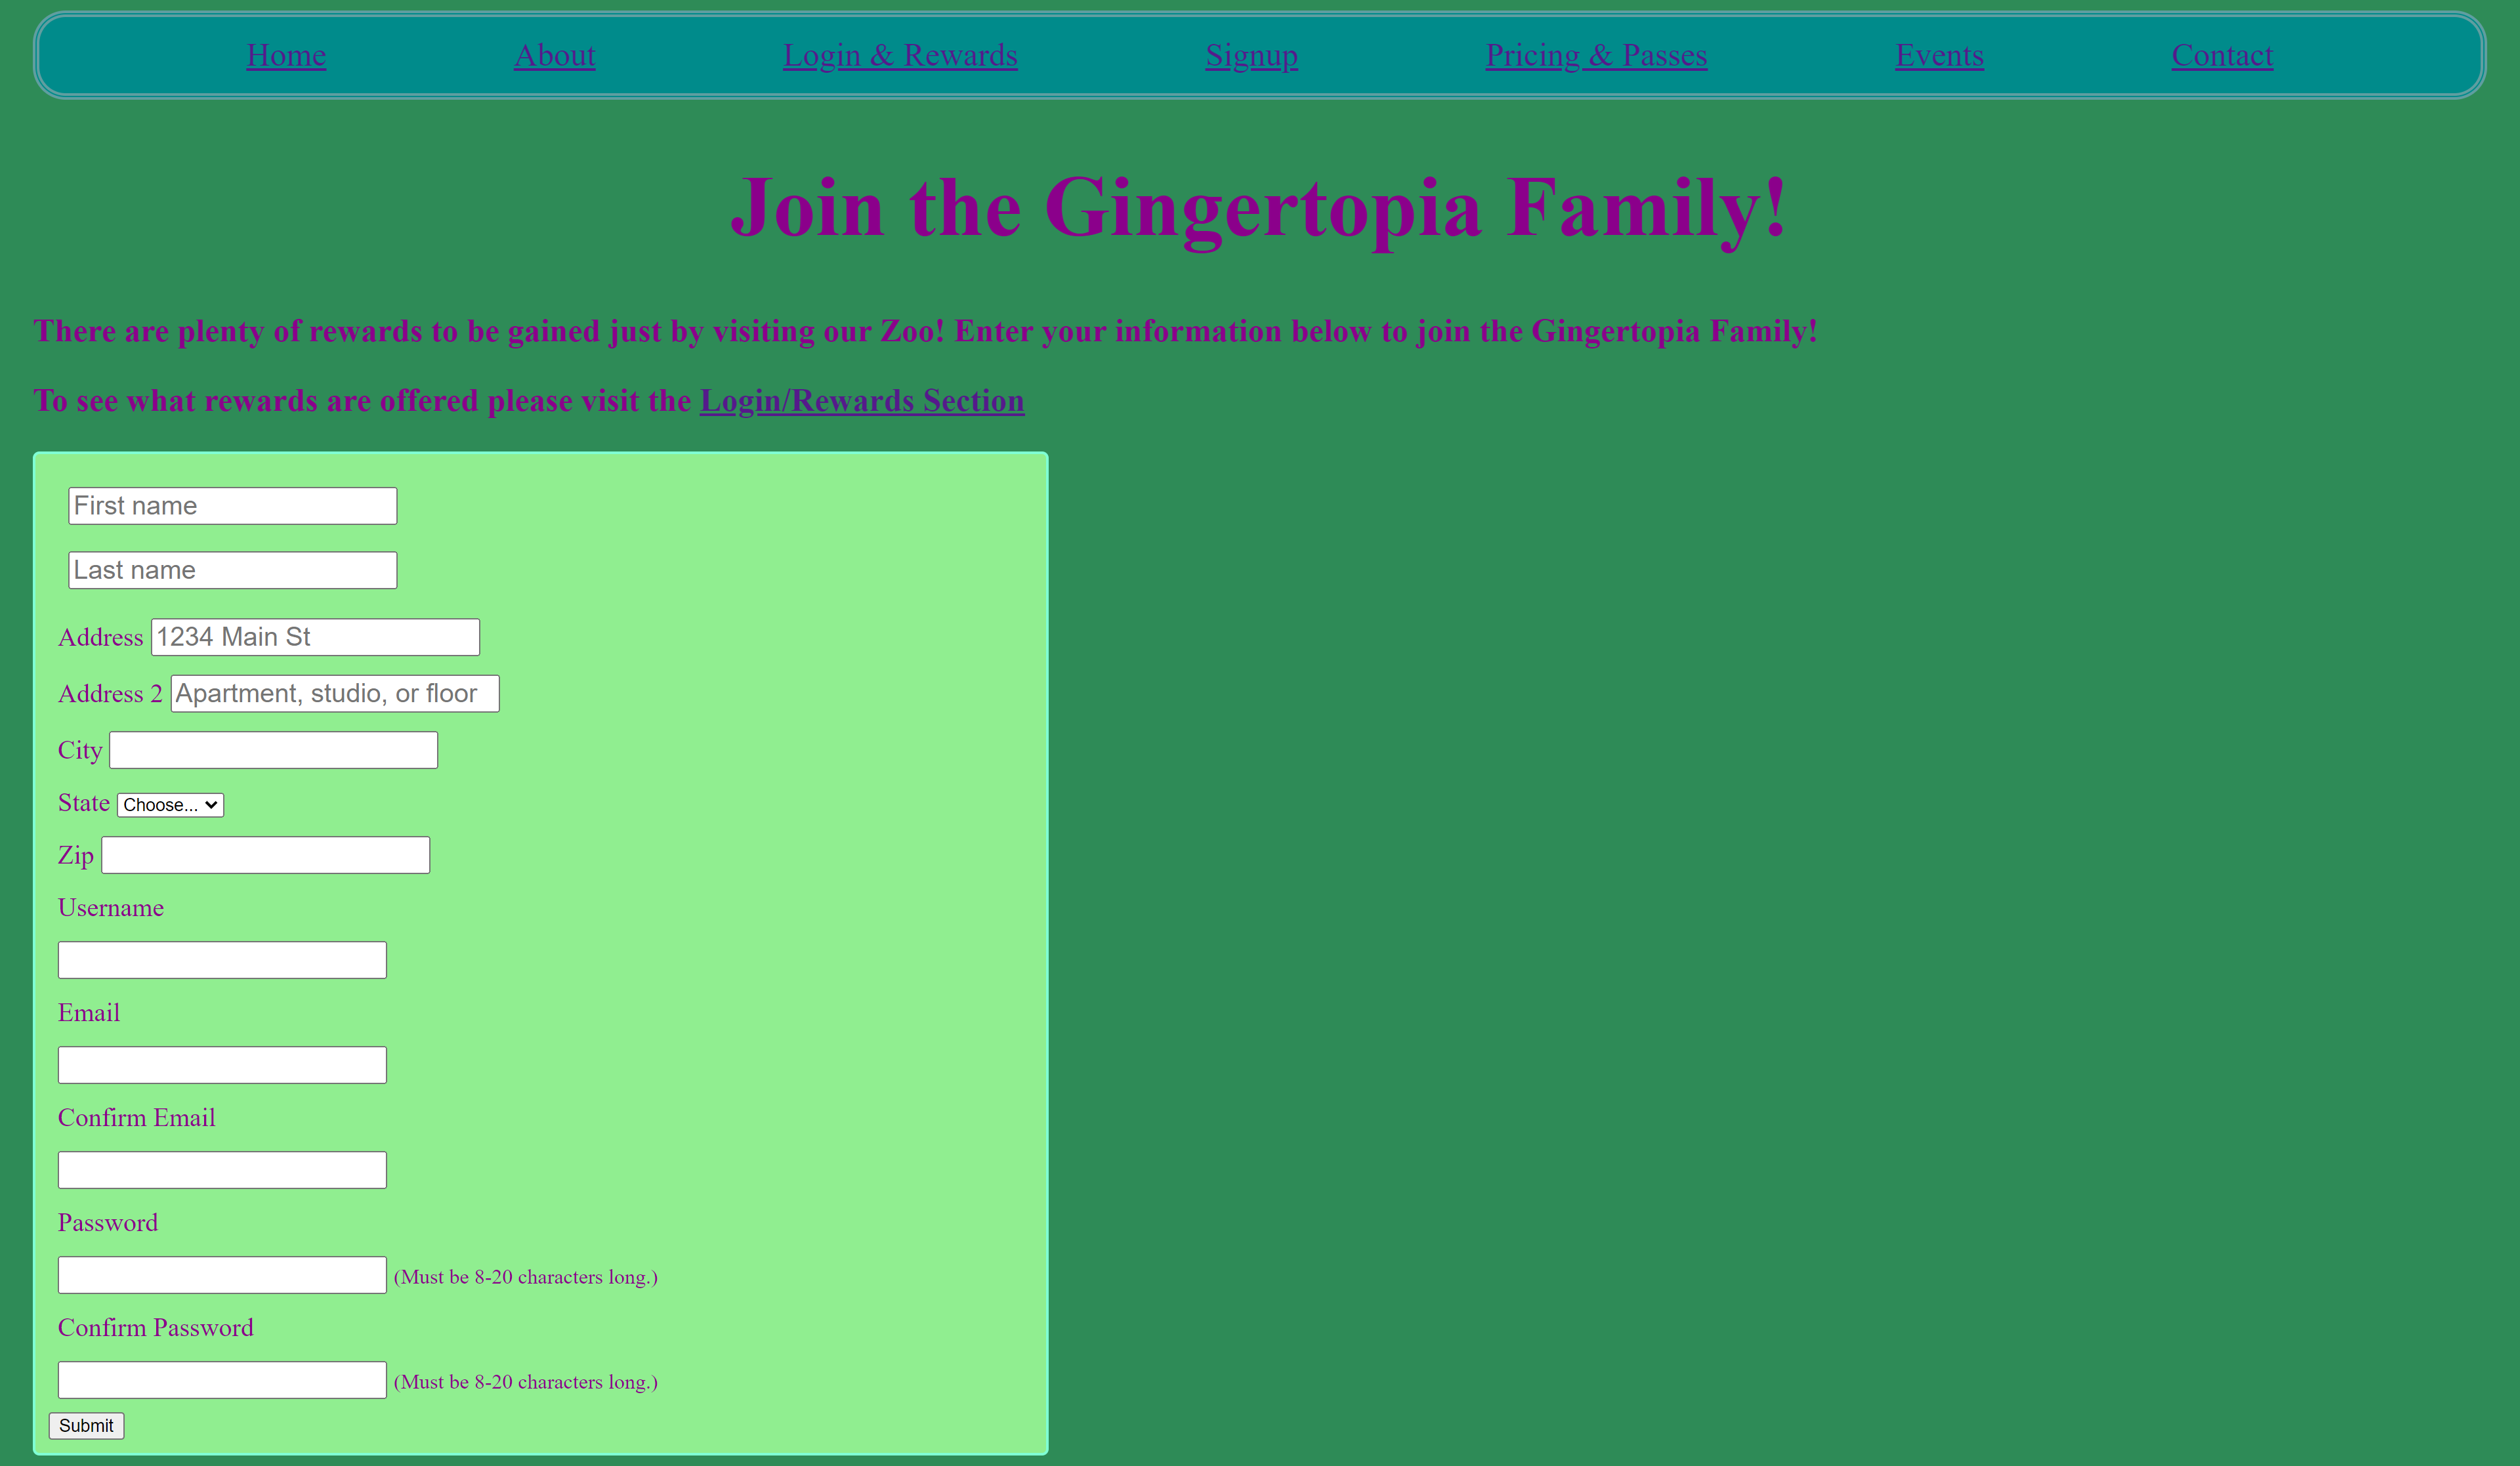 Home About Login & Rewards Signup Pricing & Passes Events Contact
Join the Gingertopia Family!
There are plenty of rewards to be gained just by visiting our Zoo! Enter your information below to join the Gingertopia Family!
To see what rewards are offered please visit the Login/Rewards Section
First name
Last name
Address 1234 Main St
Address 2 Apartment, studio, or floor
City
State Choose...
Zip
Username
Email
Confirm Email
Password
(Must be 8-20 characters long.)
Confirm Password
(Must be 8-20 characters long.)
Submit